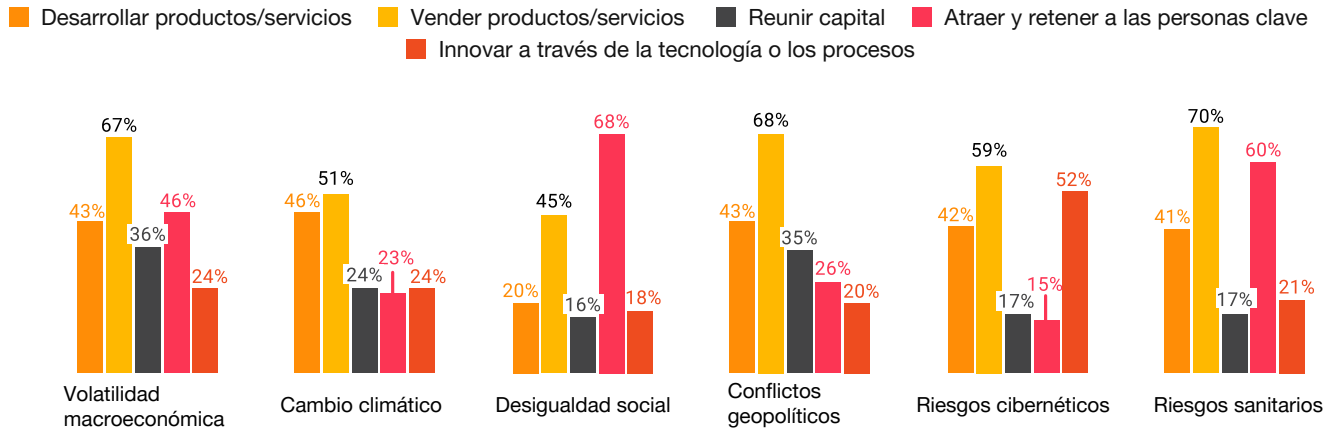 Desarrollar productos/servicios Vender productos/servicios Reunir capital Atraer y retener a las personas clave
Innovar a través de la tecnología o los procesos
43% 67% 36% 46% 24%
46% 51% 24% 23% 24%
20% 45% 16% 68% 18%
43% 68% 35% 26% 20%
42% 59% 17% 15% 52%
41% 70% 17% 60% 21%
Volatilidad
macroeconómica
Cambio climático
Desigualdad social
Conflictos
geopolíticos
Riesgos cibernéticos
Riesgos sanitarios